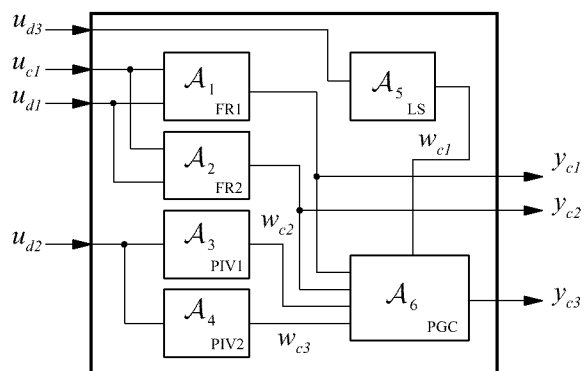 u_d3
u_c1
u_d1
u_d2
A_1
FR1
A_2
FR2
A_3
PIV1
A_4
PIV2
A_5
LS
w_c1
w_c2
w_c3
A_6
PGC
y_c1
y_c2
y_c3